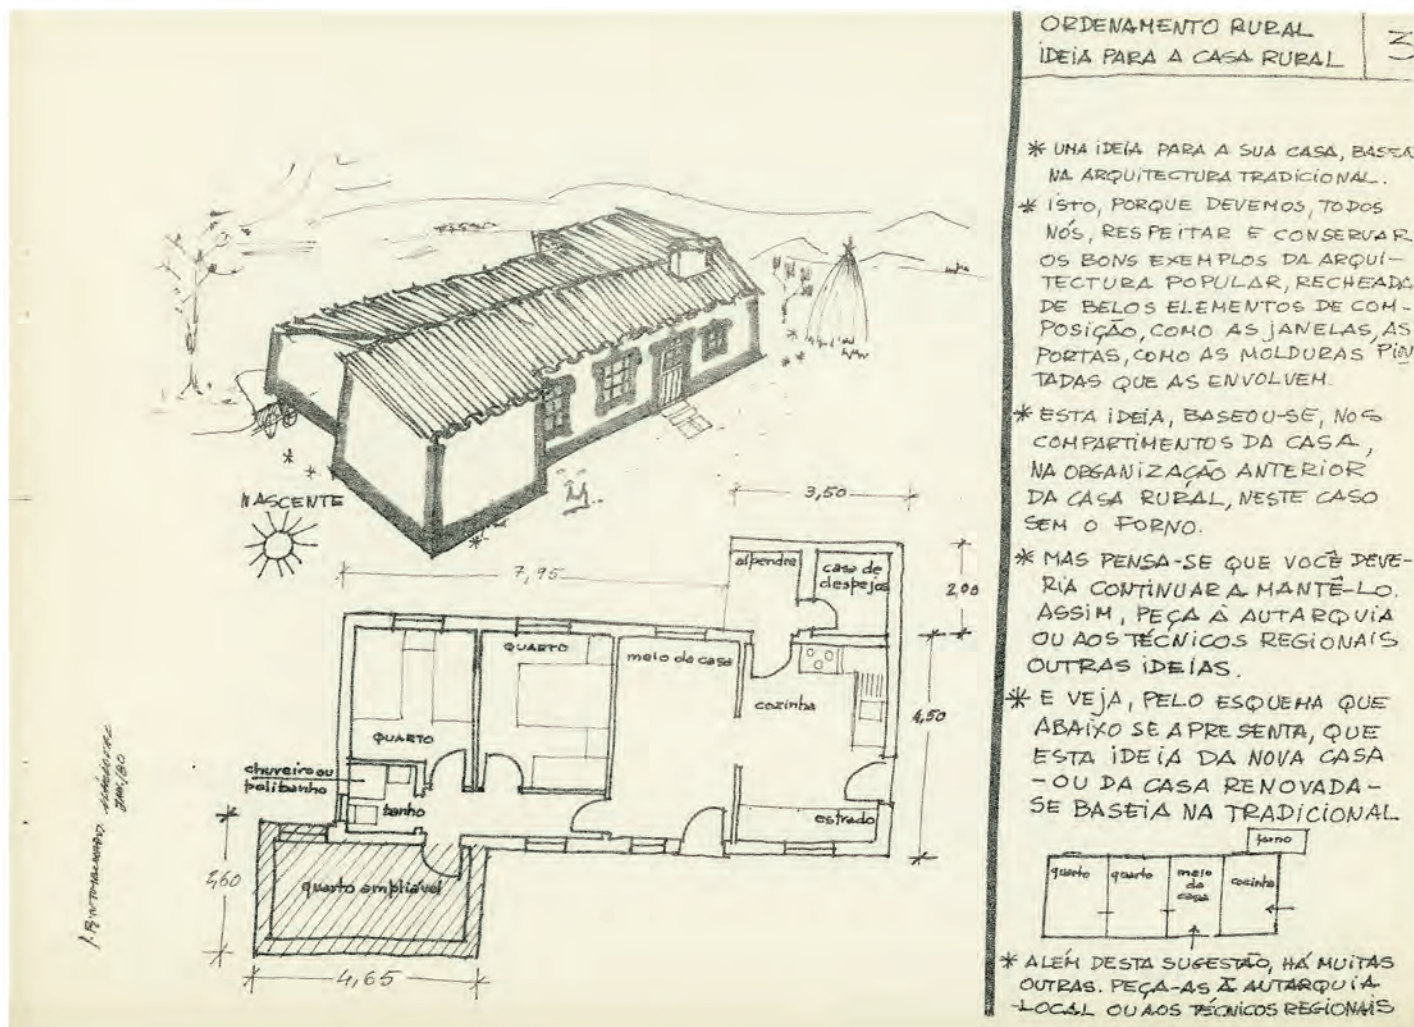 ORDENAMENTO RURAL
IDEIA PARA A CASA RURAL
3
* UMA IDEIA PARA A SUA CASA, BASEA
NA ARQUITECTURA TRADICIONAL.
* ISTO, PORQUE DEVEMOS, TODOS
NÓS, RESPEITAR E CONSERVAR
OS BONS EXEMPLOS DA ARQUI-
TECTURA POPULAR, RECHEADA
DE BELOS ELEMENTOS DE COM-
POSIÇÃO, COMO AS JANELAS, AS
PORTAS, COMO AS MOLDURAS PIN
TADAS QUE AS ENVOLVEM.
* ESTA IDEIA, BASEOU-SE, NOS
COMPARTIMENTOS DA CASA,
NA ORGANIZAÇÃO ANTERIOR
DA CASA RURAL, NESTE CASO
SEM O FORNO.
* MAS PENSA-SE QUE VOCÊ DEVE-
RIA CONTINUAR A MANTÊ-LO.
ASSIM, PEÇA À AUTARQUIA
OU AOS TÉCNICOS REGIONAIS
OUTRAS IDEIAS.
* E VEJA, PELO ESQUEMA QUE
ABAIXO SE APRESENTA, QUE
ESTA IDEIA DA NOVA CASA
-OU DA CASA RENOVADA-
SE BASEIA NA TRADICIONAL
forno
quarto
quarto
meio
da
casa
cozinha
* ALÉM DESTA SUGESTÃO, HÁ MUITAS
OUTRAS. PEÇA-AS À AUTARQUIA
LOCAL OU AOS TÉCNICOS REGIONAIS
NASCENTE
3,50
7,95
alpendre
casa de
despejos
2,00
QUARTO
meio da casa
cozinha
4,50
QUARTO
chuveiro ou
polibanho
banho
estrado
2,60
quarto ampliável
4,65
JAN./80